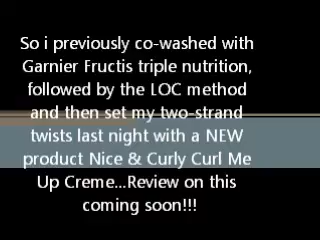 So i previously co-washed with
Garnier Fructis triple nutrition,
followed by the LOC method
and then set my two-strand
twists last night with a NEW
product Nice & Curly Curl Me
Up Creme...Review on this
coming soon!!!